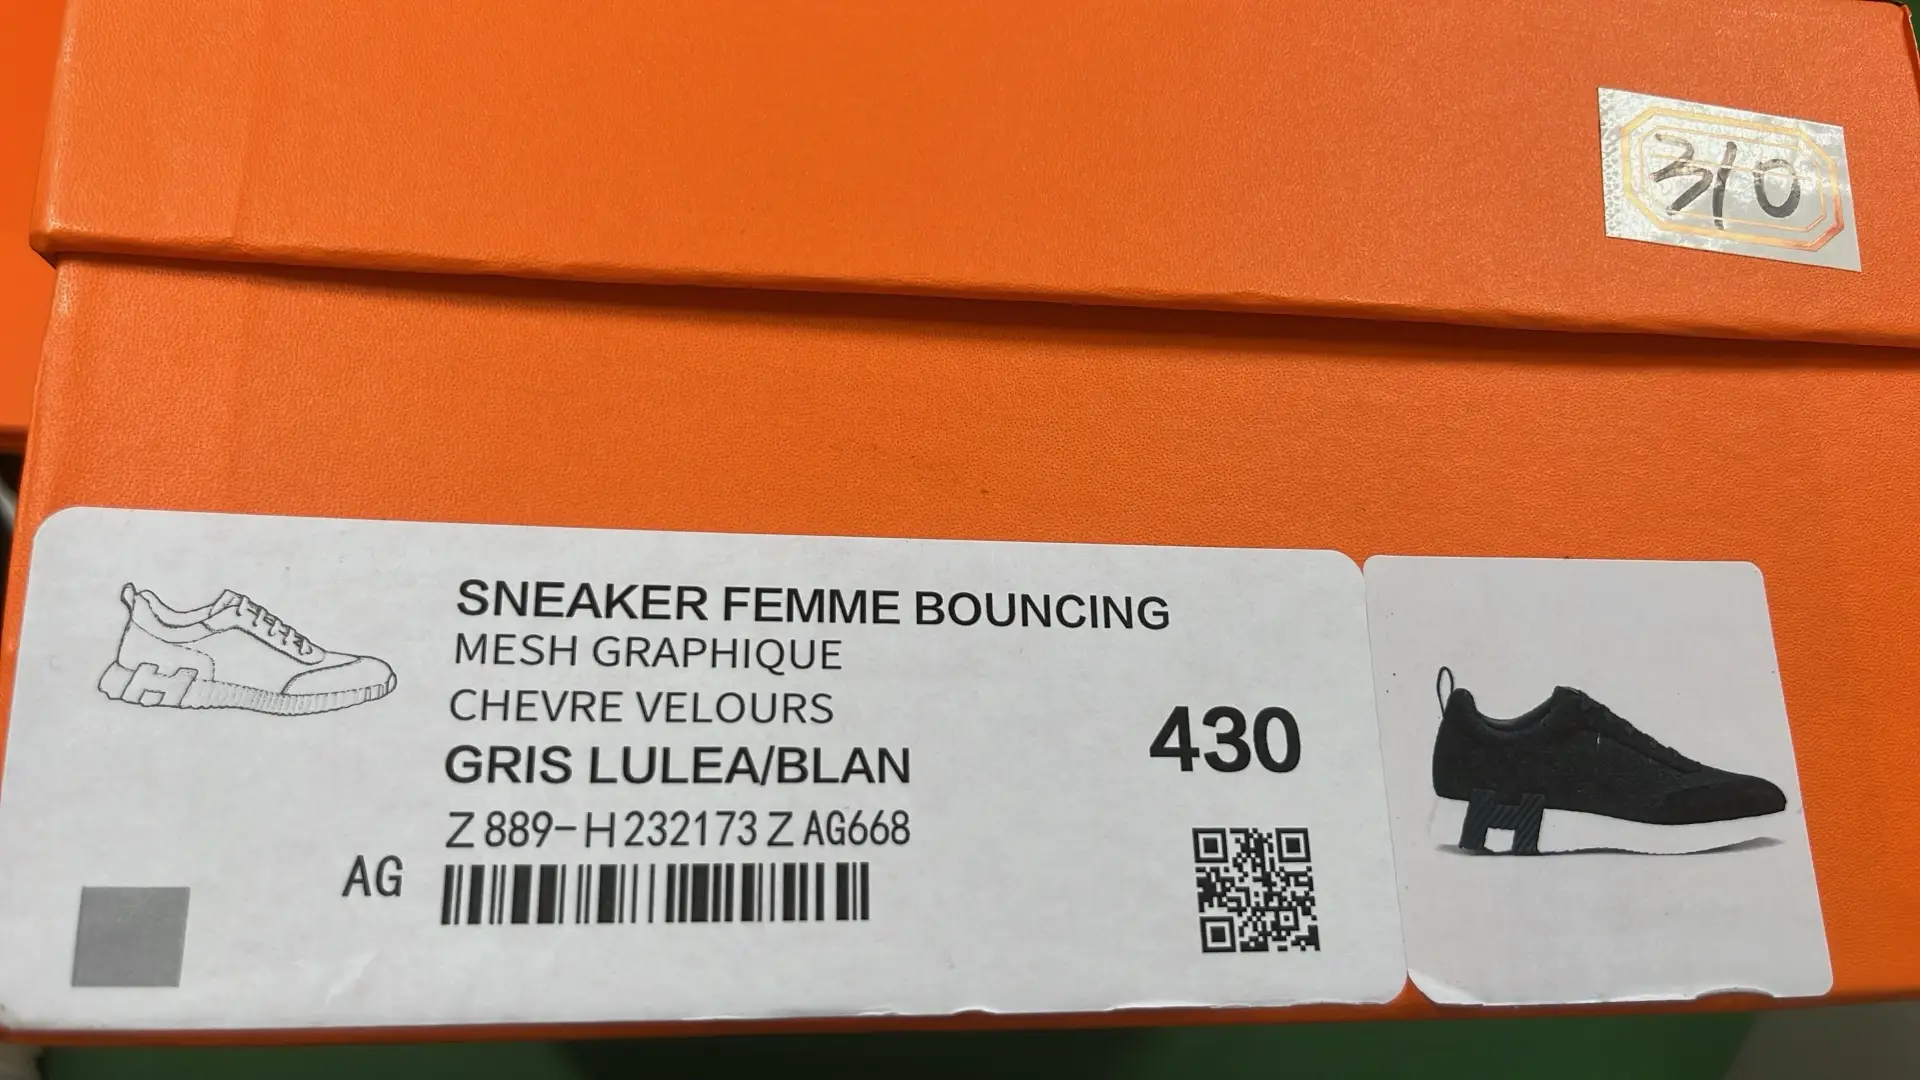 310
SNEAKER FEMME BOUNCING
MESH GRAPHIQUE
CHEVRE VELOURS
GRIS LULEA/BLAN
430
Z 889-H 232173 Z AG668
AG